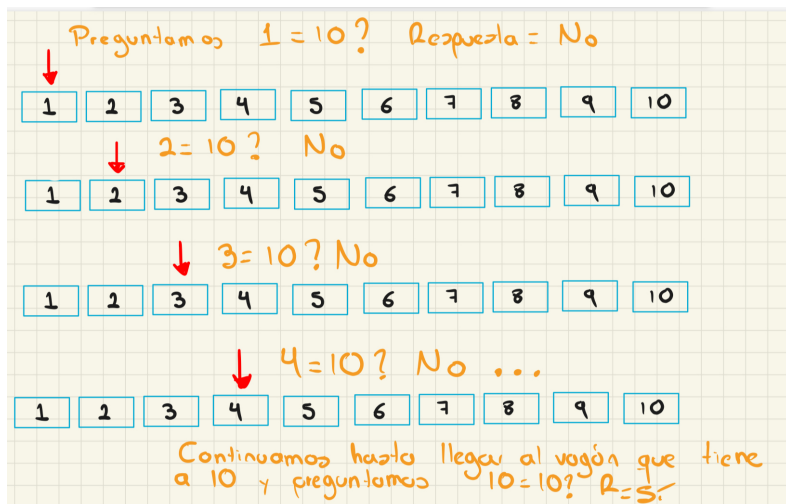 Preguntamos 1 = 10? Respuesta = No
1 2 3 4 5 6 7 8 9 10
2 = 10? No
1 2 3 4 5 6 7 8 9 10
3 = 10? No
1 2 3 4 5 6 7 8 9 10
4 = 10? No ...
1 2 3 4 5 6 7 8 9 10
Continuamos hasta llegar al vagón que tiene
a 10 y preguntamos 10 = 10? R = Sí